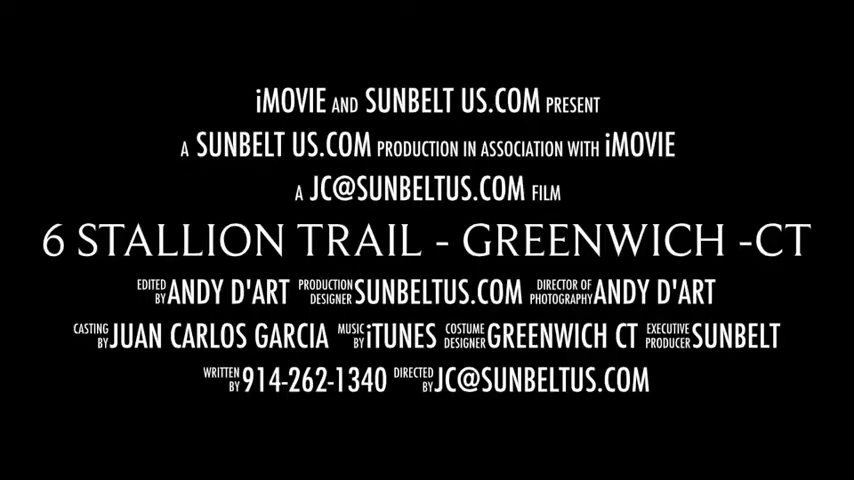 iMOVIE AND SUNBELT US.COM PRESENT
A SUNBELT US.COM PRODUCTION IN ASSOCIATION WITH iMOVIE
A JC@SUNBELTUS.COM FILM
6 STALLION TRAIL - GREENWICH -CT
EDITED BY ANDY D'ART PRODUCTION DESIGNER SUNBELTUS.COM DIRECTOR OF PHOTOGRAPHY ANDY D'ART
CASTING BY JUAN CARLOS GARCIA MUSIC BY iTUNES COSTUME DESIGNER GREENWICH CT EXECUTIVE PRODUCER SUNBELT
WRITTEN BY 914-262-1340 DIRECTED BY JC@SUNBELTUS.COM